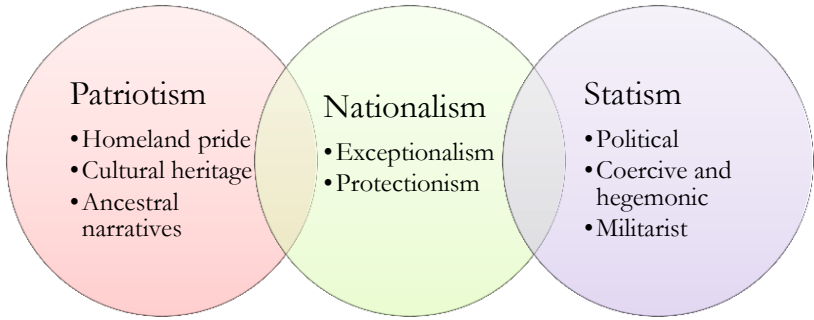 Patriotism
•Homeland pride
•Cultural heritage
•Ancestral
narratives
Nationalism
•Exceptionalism
•Protectionism
Statism
•Political
•Coercive and
hegemonic
•Militarist